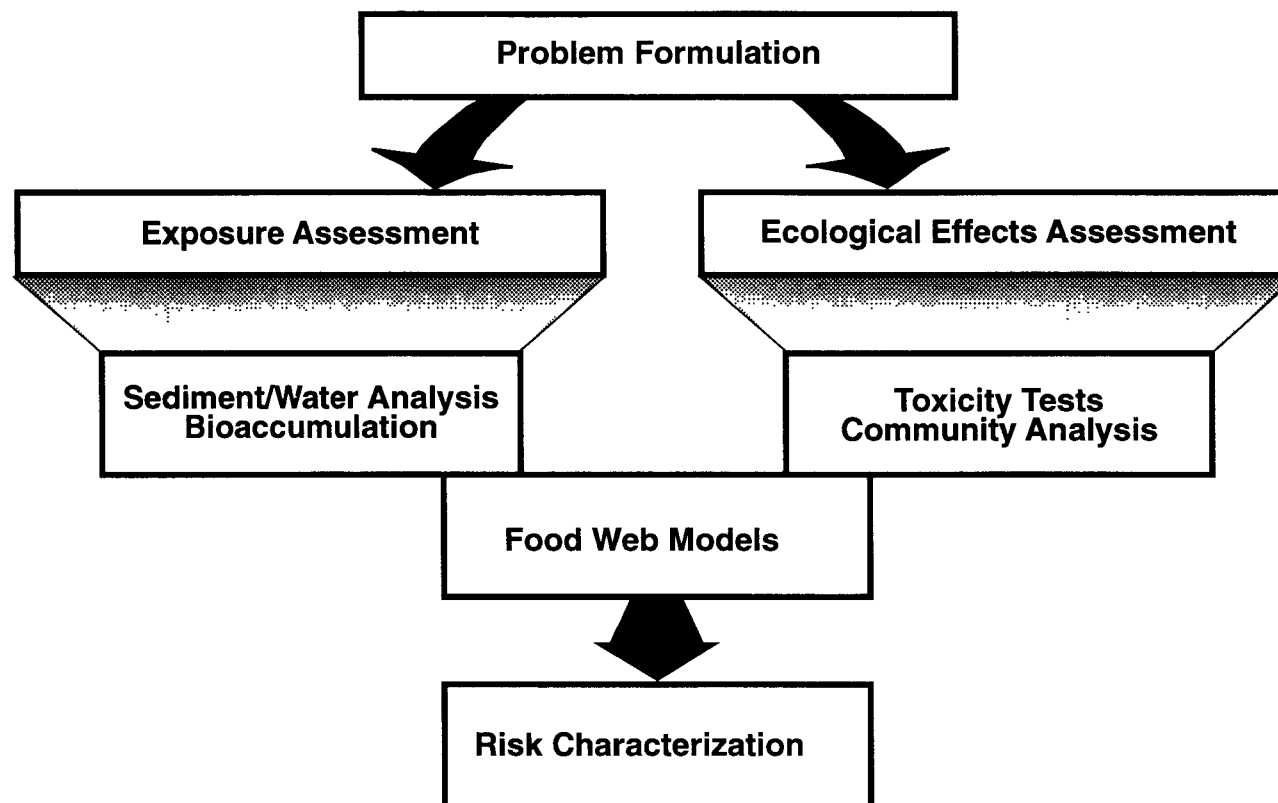 Problem Formulation
Exposure Assessment
Ecological Effects Assessment
Sediment/Water Analysis
Bioaccumulation
Toxicity Tests
Community Analysis
Food Web Models
Risk Characterization